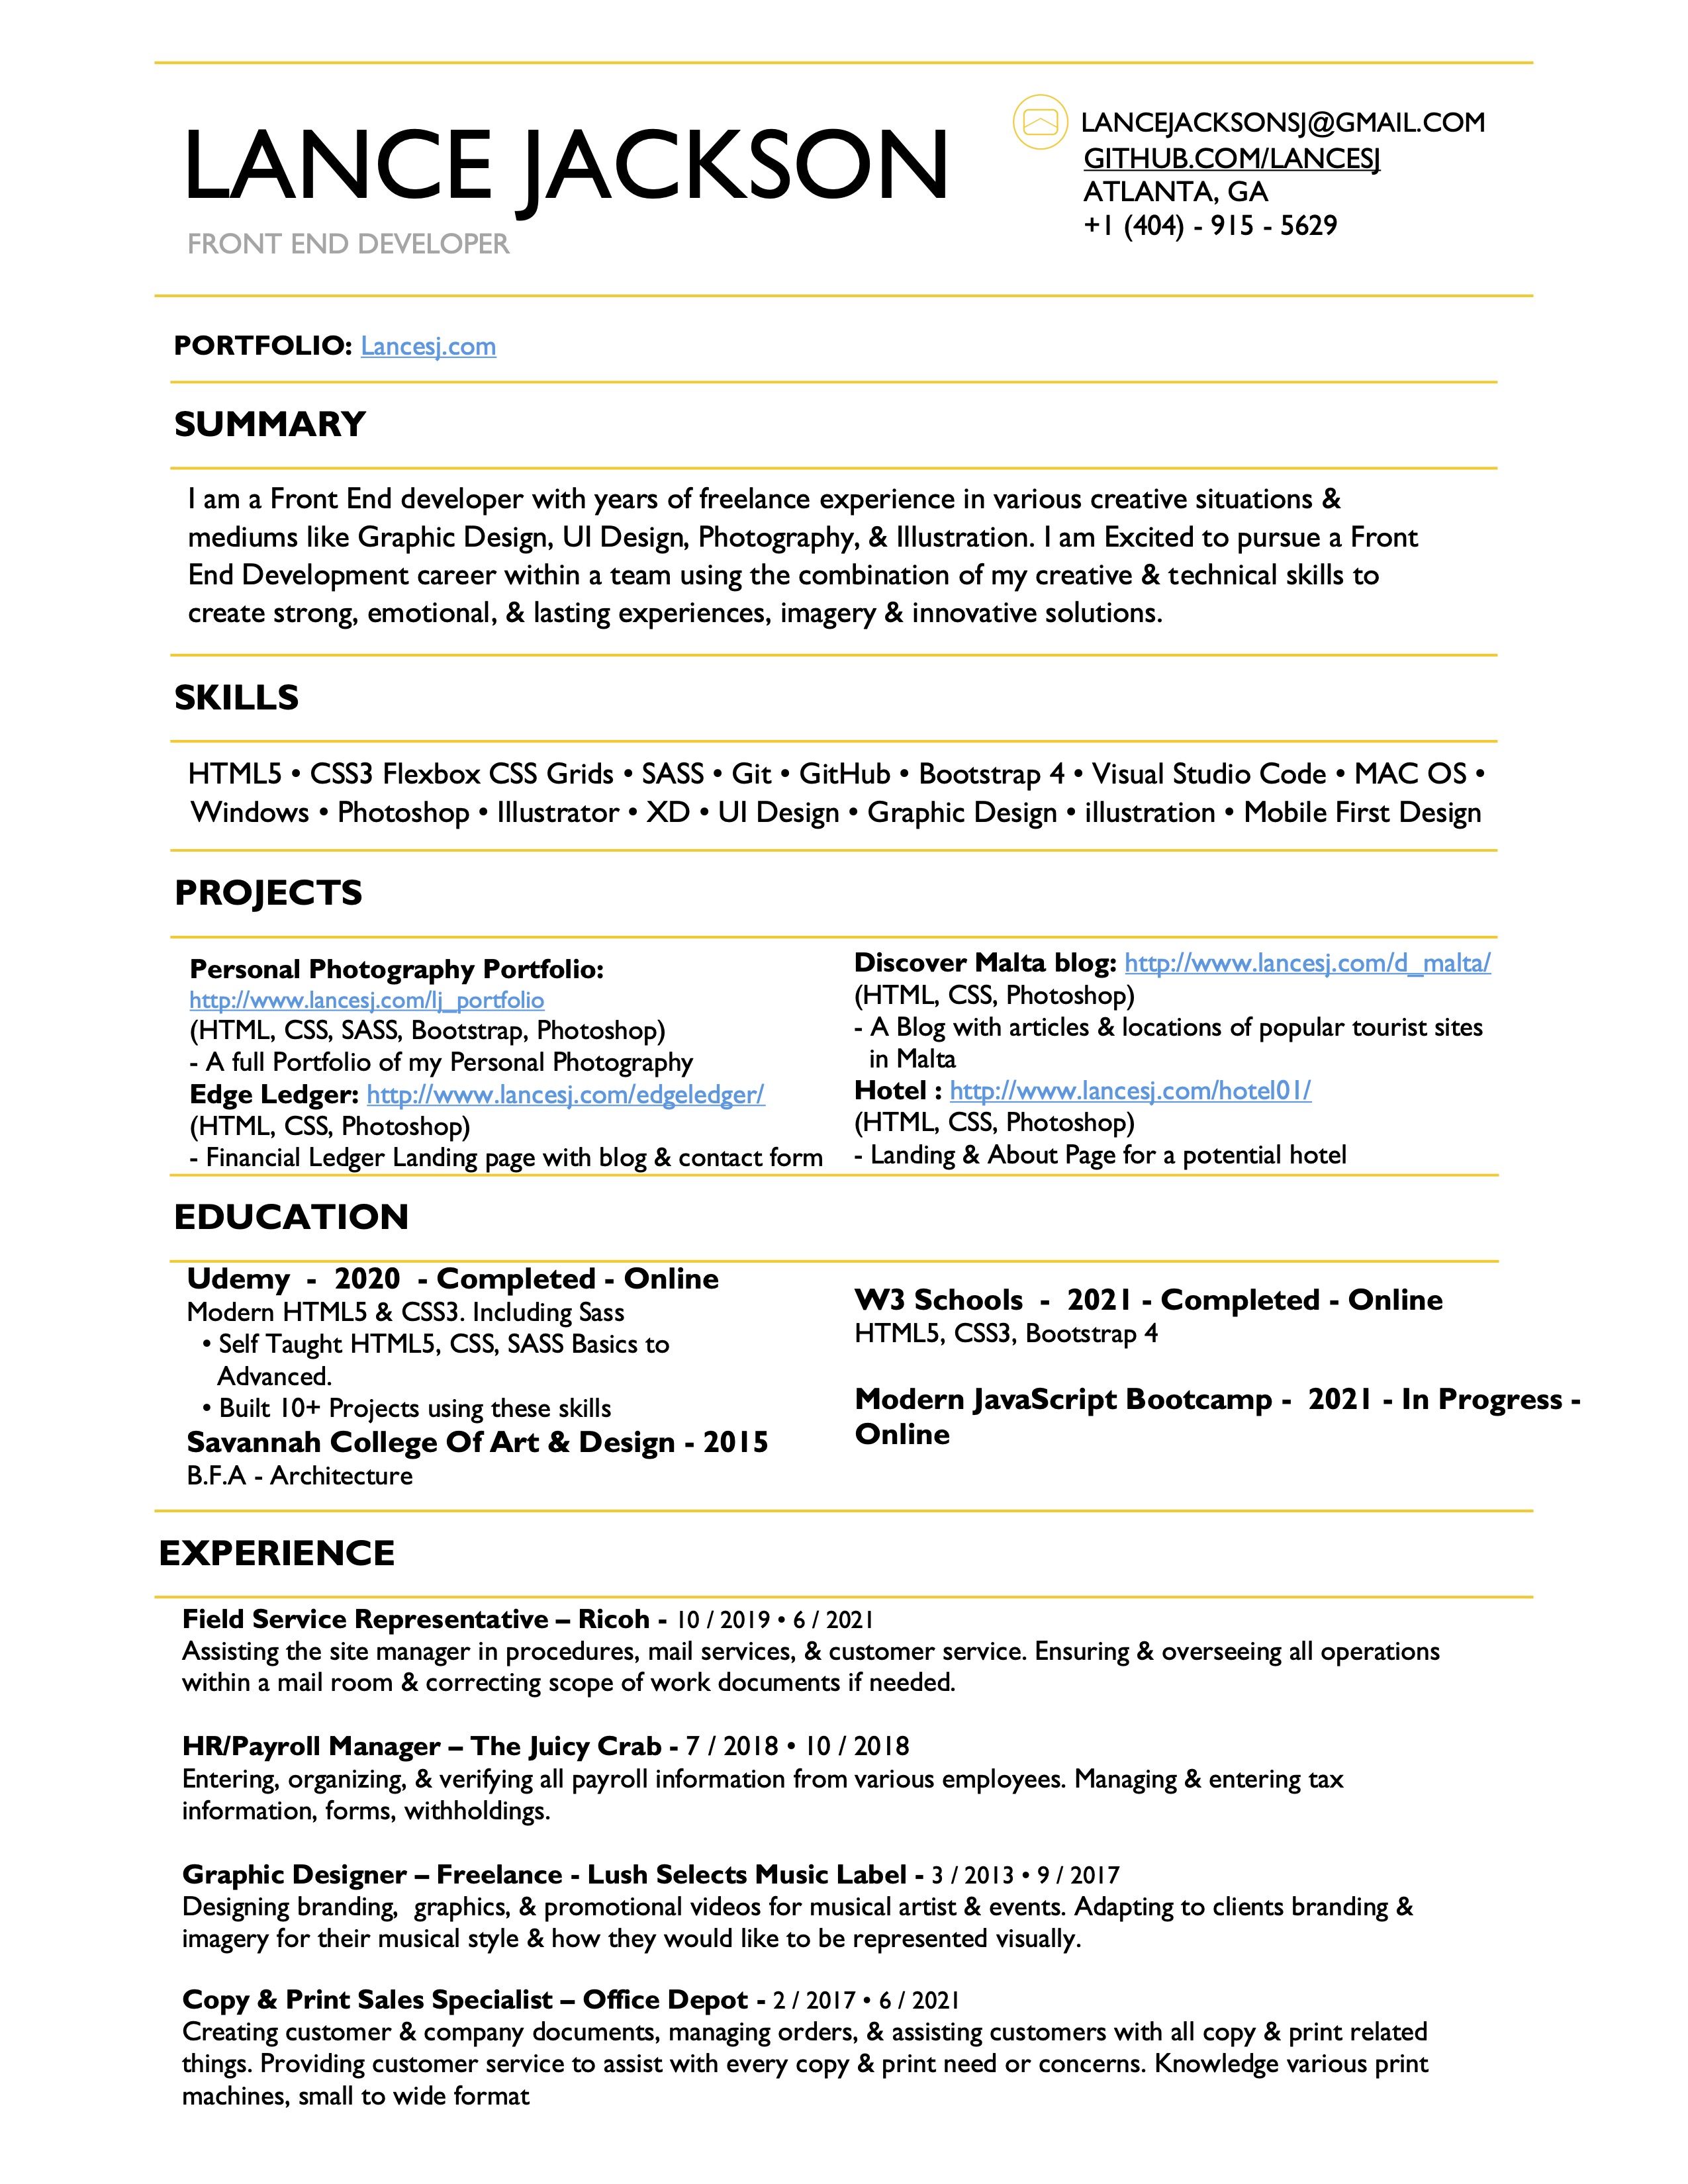 LANCE JACKSON
FRONT END DEVELOPER
LANCEJACKSONSJ@GMAIL.COM
GITHUB.COM/LANCESJ
ATLANTA, GA
+1 (404) - 915 - 5629
PORTFOLIO: Lancesj.com
SUMMARY
I am a Front End developer with years of freelance experience in various creative situations &
mediums like Graphic Design, UI Design, Photography, & Illustration. I am Excited to pursue a Front
End Development career within a team using the combination of my creative & technical skills to
create strong, emotional, & lasting experiences, imagery & innovative solutions.
SKILLS
HTML5 • CSS3 Flexbox CSS Grids • SASS • Git • GitHub • Bootstrap 4 • Visual Studio Code • MAC OS •
Windows • Photoshop • Illustrator • XD • UI Design • Graphic Design • illustration • Mobile First Design
PROJECTS
Personal Photography Portfolio:
http://www.lancesj.com/lj_portfolio
(HTML, CSS, SASS, Bootstrap, Photoshop)
- A full Portfolio of my Personal Photography
Edge Ledger: http://www.lancesj.com/edgeledger/
(HTML, CSS, Photoshop)
- Financial Ledger Landing page with blog & contact form
Discover Malta blog: http://www.lancesj.com/d_malta/
(HTML, CSS, Photoshop)
- A Blog with articles & locations of popular tourist sites
in Malta
Hotel : http://www.lancesj.com/hotel01/
(HTML, CSS, Photoshop)
- Landing & About Page for a potential hotel
EDUCATION
Udemy - 2020 - Completed - Online
Modern HTML5 & CSS3. Including Sass
• Self Taught HTML5, CSS, SASS Basics to
Advanced.
• Built 10+ Projects using these skills
Savannah College Of Art & Design - 2015
B.F.A - Architecture
W3 Schools - 2021 - Completed - Online
HTML5, CSS3, Bootstrap 4
Modern JavaScript Bootcamp - 2021 - In Progress -
Online
EXPERIENCE
Field Service Representative – Ricoh - 10 / 2019 • 6 / 2021
Assisting the site manager in procedures, mail services, & customer service. Ensuring & overseeing all operations
within a mail room & correcting scope of work documents if needed.
HR/Payroll Manager – The Juicy Crab - 7 / 2018 • 10 / 2018
Entering, organizing, & verifying all payroll information from various employees. Managing & entering tax
information, forms, withholdings.
Graphic Designer – Freelance - Lush Selects Music Label - 3 / 2013 • 9 / 2017
Designing branding, graphics, & promotional videos for musical artist & events. Adapting to clients branding &
imagery for their musical style & how they would like to be represented visually.
Copy & Print Sales Specialist – Office Depot - 2 / 2017 • 6 / 2021
Creating customer & company documents, managing orders, & assisting customers with all copy & print related
things. Providing customer service to assist with every copy & print need or concerns. Knowledge various print
machines, small to wide format